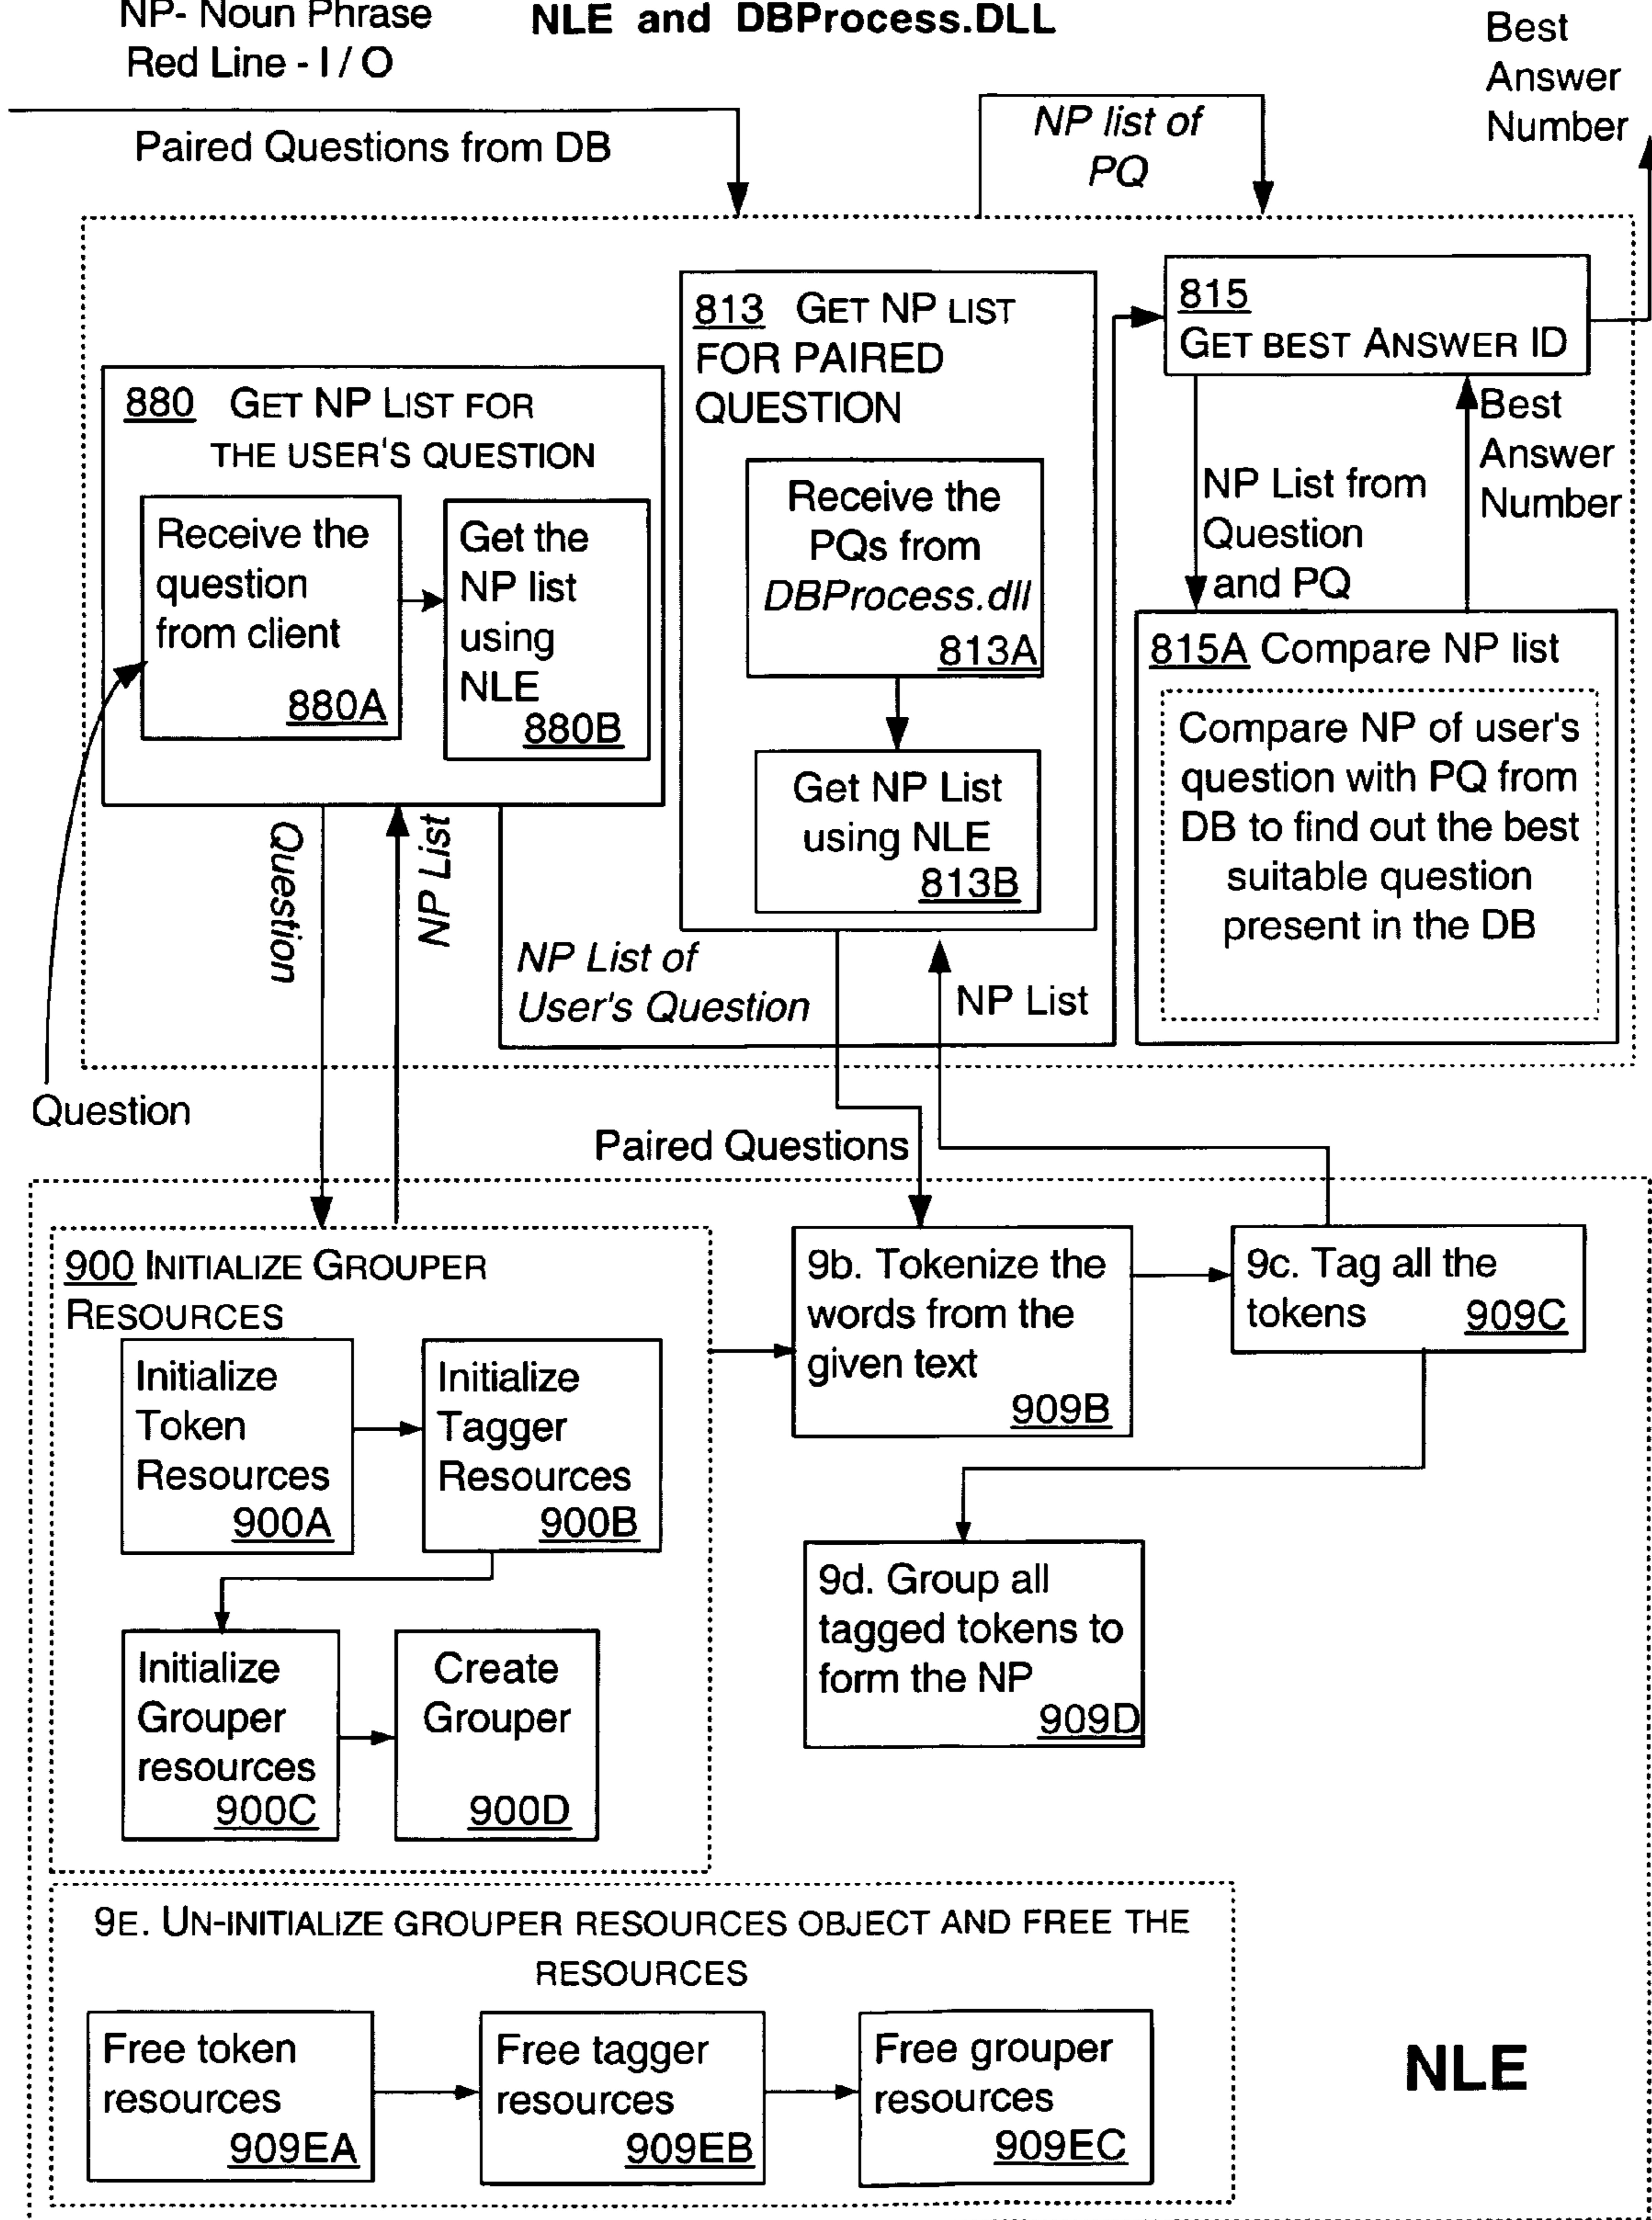 NP- Noun Phrase
Red Line - I / O
NLE and DBProcess.DLL
Best
Answer
Number
Paired Questions from DB
NP list of
PQ
880 GET NP LIST FOR
THE USER'S QUESTION
Receive the
question
from client
880A
Get the
NP list
using
NLE
880B
813 GET NP LIST
FOR PAIRED
QUESTION
Receive the
PQs from
DBProcess.dll
813A
Get NP List
using NLE
813B
815
GET BEST ANSWER ID
NP List from
Question
and PQ
Best
Answer
Number
815A Compare NP list
Compare NP of user's
question with PQ from
DB to find out the best
suitable question
present in the DB
Question
NP List
NP List of
User's Question
NP List
Question
Paired Questions
900 INITIALIZE GROUPER
RESOURCES
Initialize
Token
Resources
900A
Initialize
Tagger
Resources
900B
Initialize
Grouper
resources
900C
Create
Grouper
900D
9b. Tokenize the
words from the
given text
909B
9c. Tag all the
tokens 909C
9d. Group all
tagged tokens to
form the NP
909D
9E. UN-INITIALIZE GROUPER RESOURCES OBJECT AND FREE THE
RESOURCES
Free token
resources
909EA
Free tagger
resources
909EB
Free grouper
resources
909EC
NLE